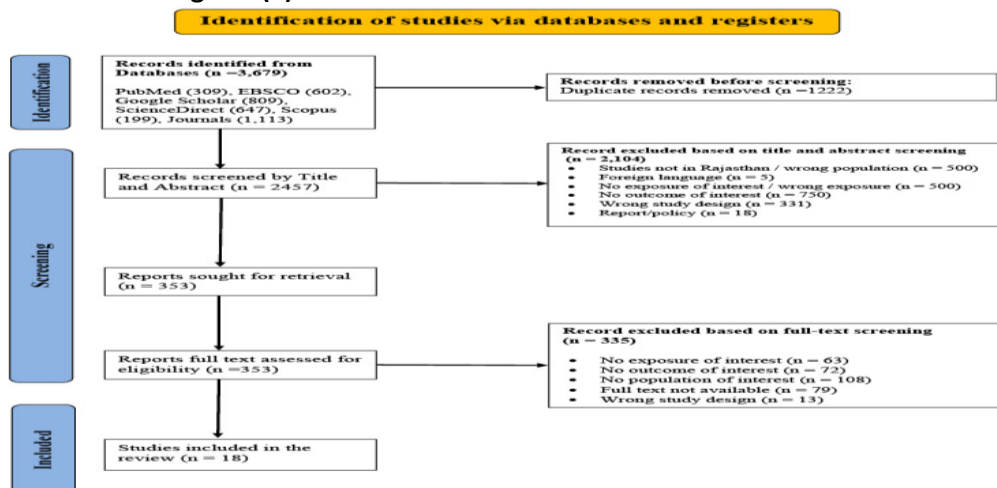 Identification of studies via databases and registers
Identification
Records identified from
Databases (n =3,679)
PubMed (309), EBSCO (602),
Google Scholar (809),
ScienceDirect (647), Scopus
(199), Journals (1,113)
Records removed before screening:
Duplicate records removed (n =1222)
Screening
Records screened by Title
and Abstract (n = 2457)
Record excluded based on title and abstract screening
(n = 2,104)
• Studies not in Rajasthan / wrong population (n = 500)
• Foreign language (n = 5)
• No exposure of interest / wrong exposure (n = 500)
• No outcome of interest (n = 750)
• Wrong study design (n = 331)
• Report/policy (n = 18)
Reports sought for retrieval
(n = 353)
Reports full text assessed for
eligibility (n =353)
Record excluded based on full-text screening
(n = 335)
• No exposure of interest (n = 63)
• No outcome of interest (n = 72)
• No population of interest (n = 108)
• Full text not available (n = 79)
• Wrong study design (n = 13)
Included
Studies included in the
review (n = 18)